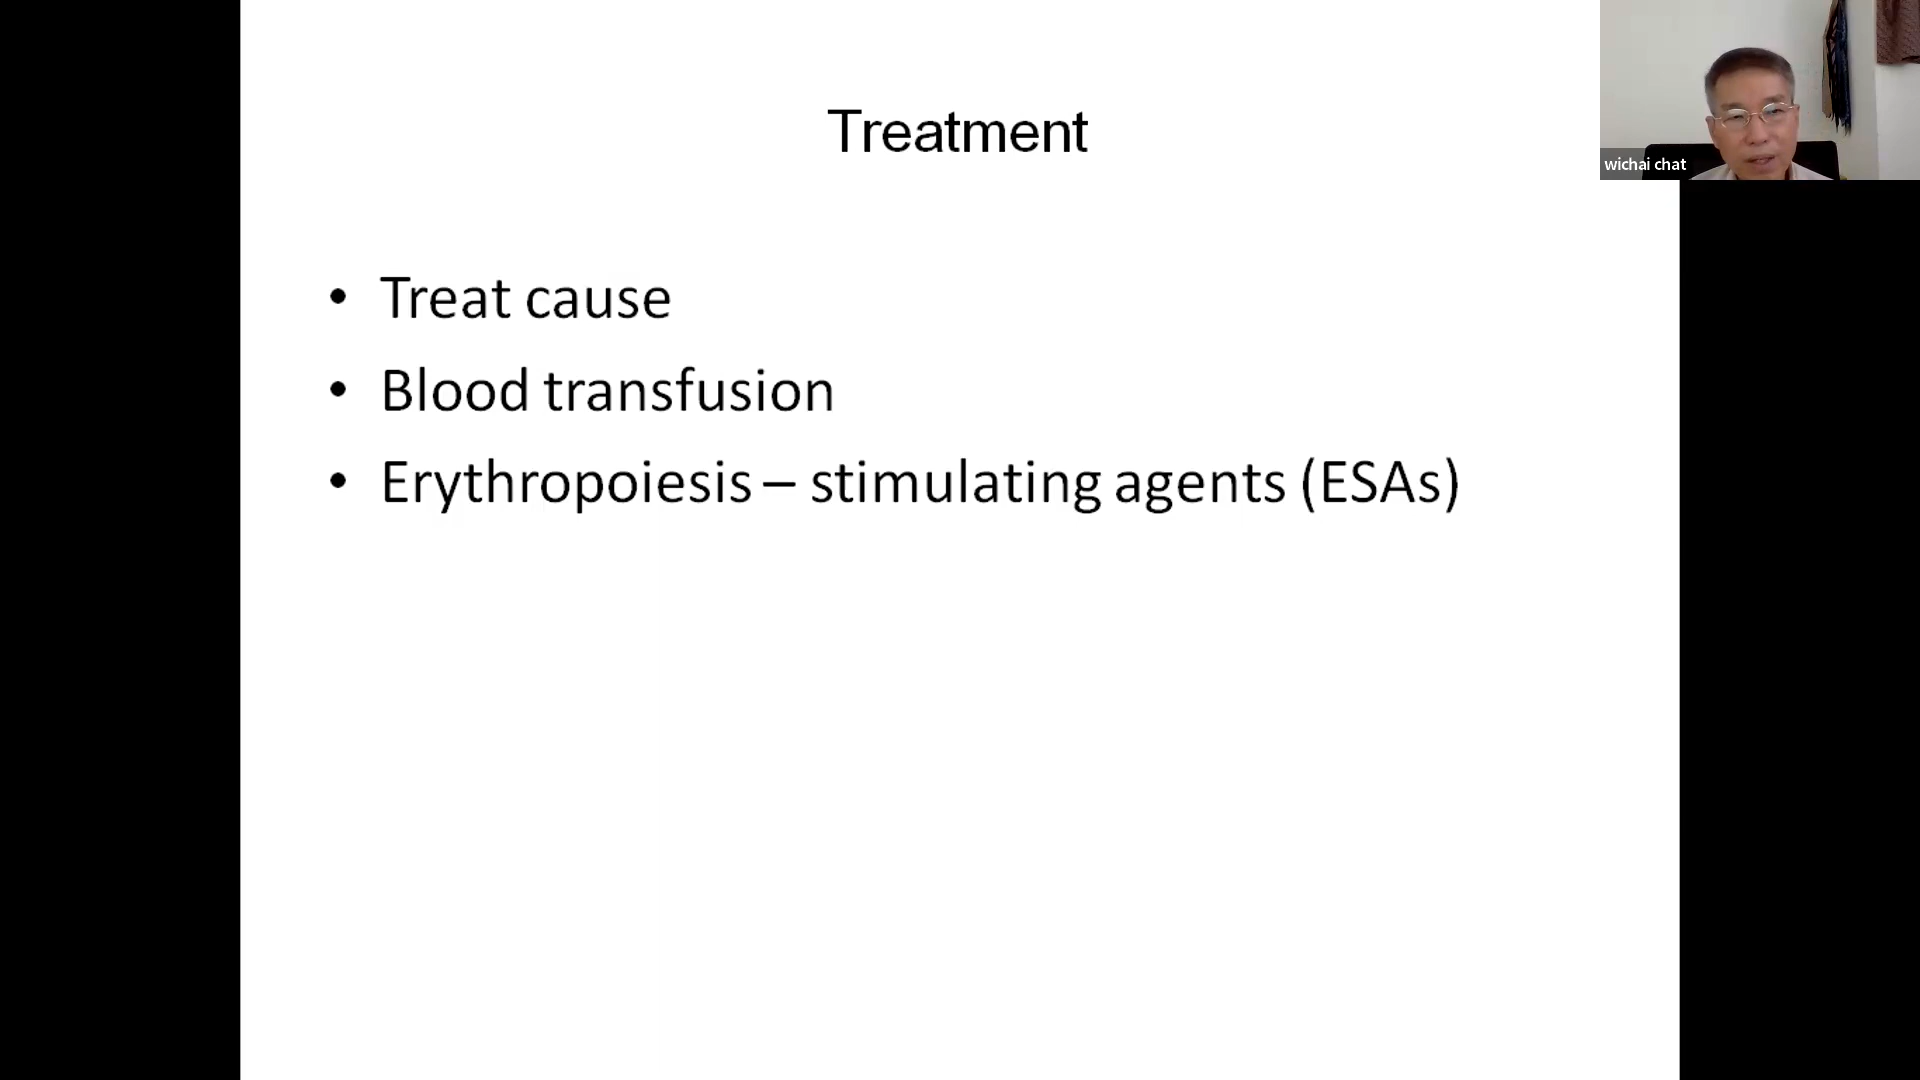 Treatment
wichai chat
• Treat cause
• Blood transfusion
• Erythropoiesis – stimulating agents (ESAs)